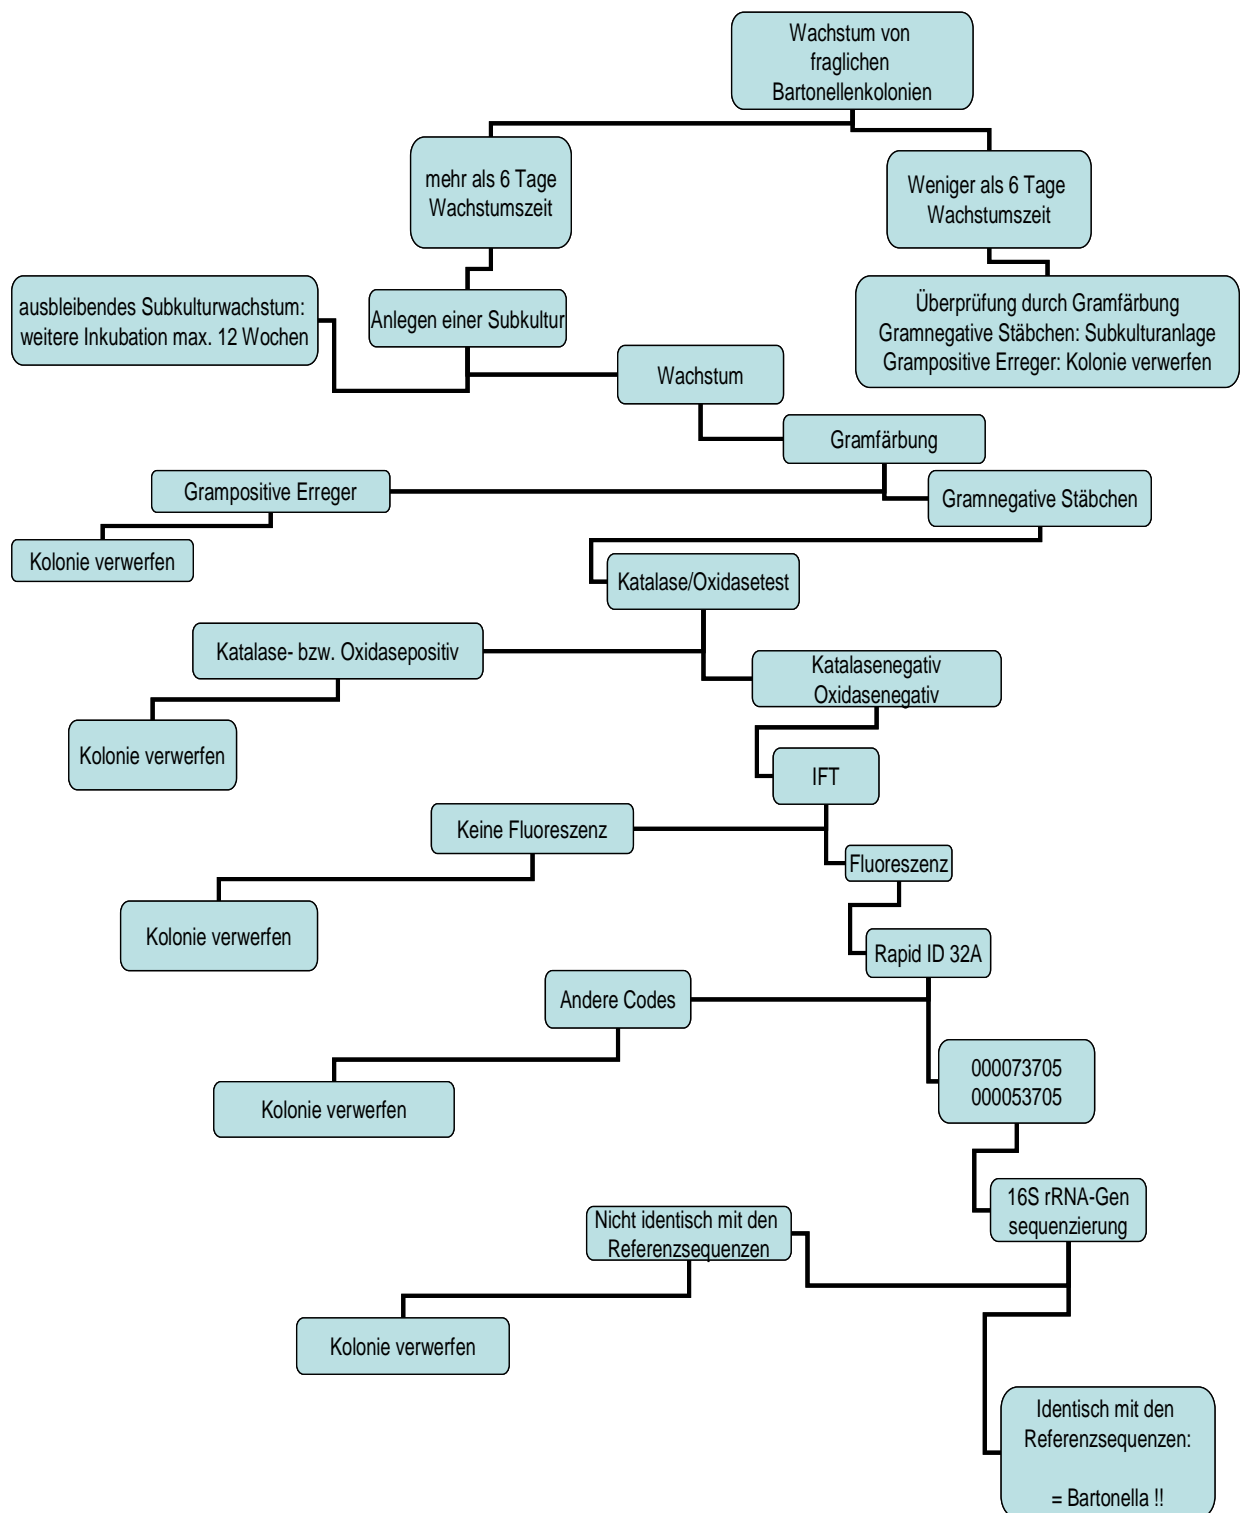 Wachstum von
fraglichen
Bartonellenkolonien
mehr als 6 Tage
Wachstumszeit
Weniger als 6 Tage
Wachstumszeit
ausbleibendes Subkulturwachstum:
weitere Inkubation max. 12 Wochen
Anlegen einer Subkultur
Überprüfung durch Gramfärbung
Gramnegative Stäbchen: Subkulturanlage
Grampositive Erreger: Kolonie verwerfen
Wachstum
Gramfärbung
Grampositive Erreger
Gramnegative Stäbchen
Kolonie verwerfen
Katalase/Oxidasetest
Katalase- bzw. Oxidasepositiv
Katalasenegativ
Oxidasenegativ
Kolonie verwerfen
IFT
Keine Fluoreszenz
Fluoreszenz
Kolonie verwerfen
Rapid ID 32A
Andere Codes
000073705
000053705
Kolonie verwerfen
16S rRNA-Gen
sequenzierung
Nicht identisch mit den
Referenzsequenzen
Kolonie verwerfen
Identisch mit den
Referenzsequenzen:
= Bartonella !!